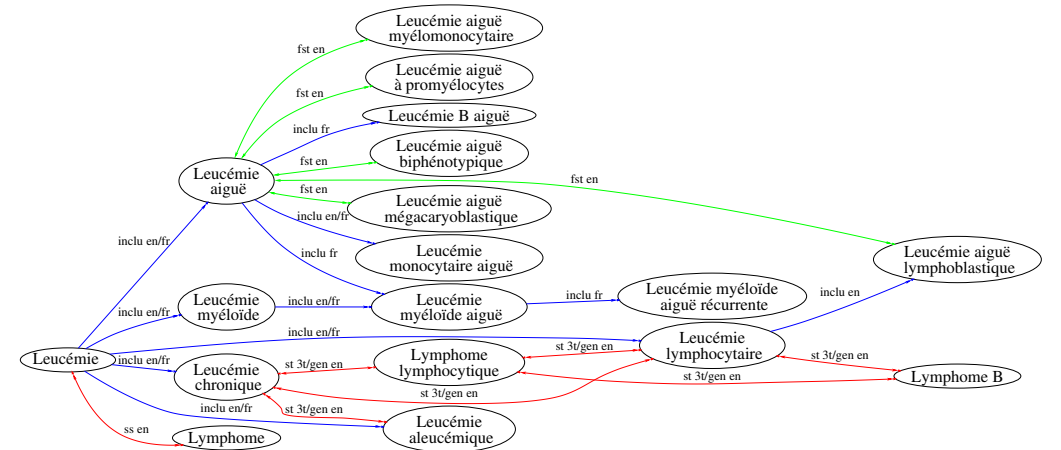 Leucémie aiguë
myélomonocytaire
fst en
Leucémie aiguë
à promyélocytes
fst en
Leucémie B aiguë
inclu fr
Leucémie aiguë
biphénotypique
fst en
Leucémie
aiguë
fst en
fst en
Leucémie aiguë
mégacaryoblastique
inclu en/fr
inclu en/fr
Leucémie
monocytaire aiguë
inclu fr
Leucémie aiguë
lymphoblastique
inclu en
Leucémie
myéloïde
inclu en/fr
Leucémie
myéloïde aiguë
inclu fr
Leucémie myéloïde
aiguë récurrente
inclu en/fr
inclu en/fr
Leucémie
lymphocytaire
Leucémie
inclu en/fr
Leucémie
chronique
st 3t/gen en
Lymphome
lymphocytique
st 3t/gen en
st 3t/gen en
st 3t/gen en
Lymphome B
st 3t/gen en
inclu en/fr
st 3t/gen en
Leucémie
aleucémique
ss en
Lymphome